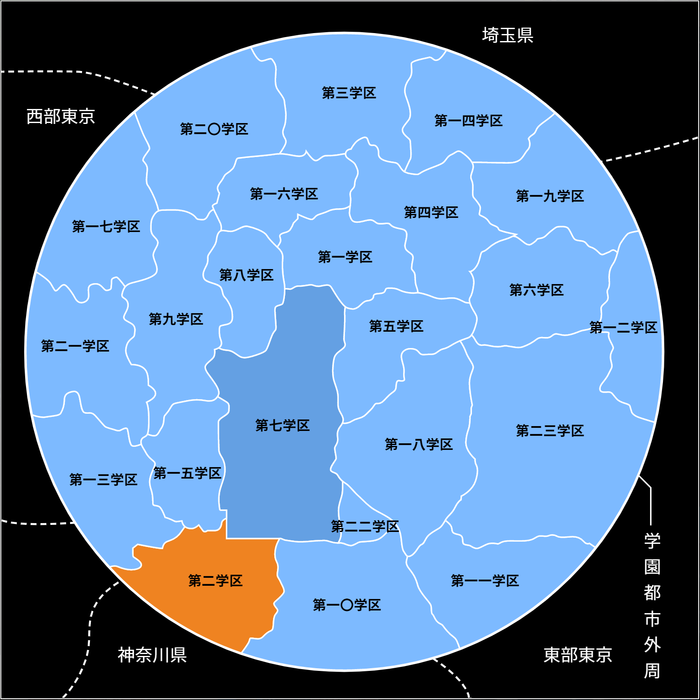 埼玉県
西部東京
第三学区
第一四学区
第二〇学区
第一六学区
第一九学区
第四学区
第一七学区
第一学区
第八学区
第六学区
第九学区
第五学区
第一二学区
第二一学区
第七学区
第一八学区
第二三学区
第一三学区
第一五学区
第二二学区
第二学区
第一一学区
第一〇学区
学園都市外周
神奈川県
東部東京